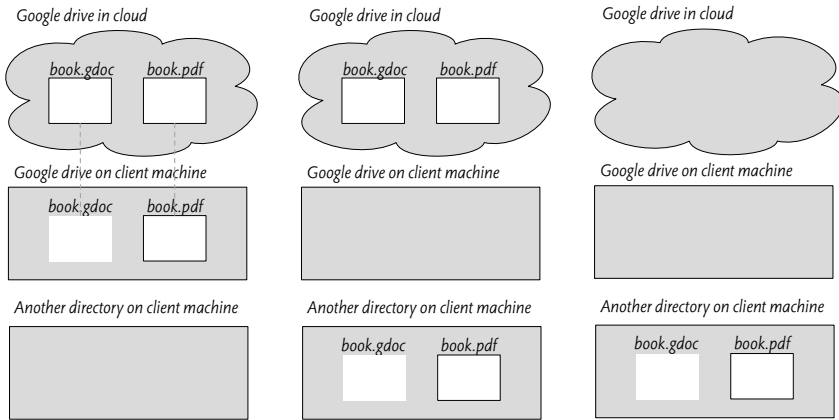 Google drive in cloud
book.gdoc book.pdf
Google drive on client machine
book.gdoc book.pdf
Another directory on client machine
Google drive in cloud
book.gdoc book.pdf
Google drive on client machine
Another directory on client machine
book.gdoc book.pdf
Google drive in cloud
Google drive on client machine
Another directory on client machine
book.gdoc book.pdf